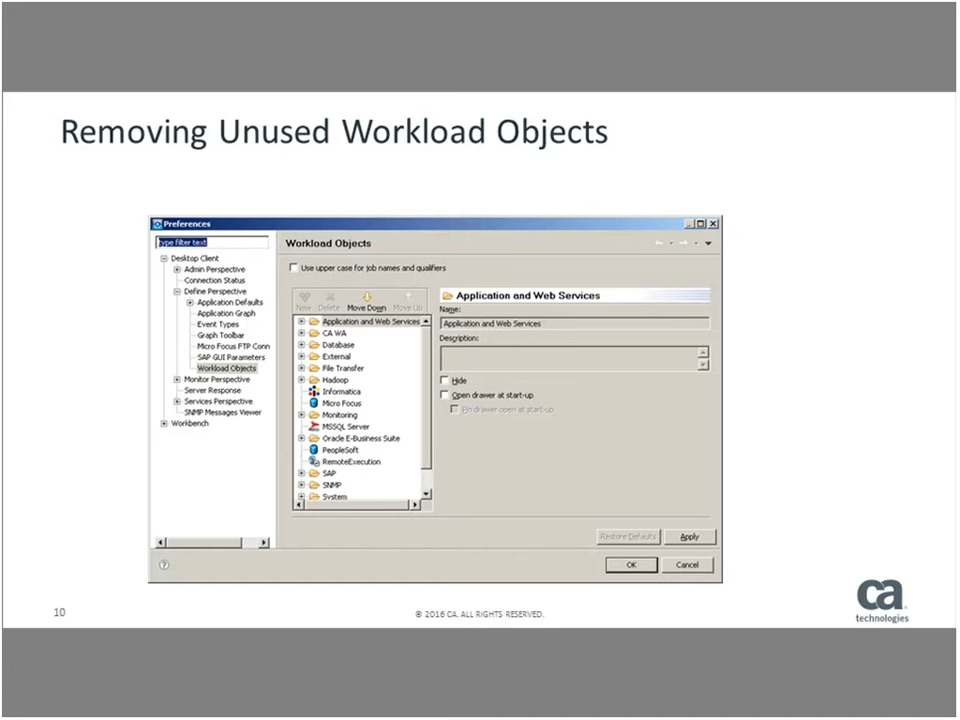 Removing Unused Workload Objects
Preferences
type filter text
Desktop Client
Admin Perspective
Connection Status
Define Perspective
Application Defaults
Application Graph
Event Types
Graph Toolbar
Micro Focus FTP Conn
SAP GUI Parameters
Workload Objects
Monitor Perspective
Server Response
Services Perspective
SNMP Messages Viewer
Workbench
Workload Objects
Use upper case for job names and qualifiers
New Delete Move Down Move Up
Application and Web Services
CA WA
Database
External
File Transfer
Hadoop
Informatica
Micro Focus
Monitoring
MSSQL Server
Oracle E-Business Suite
PeopleSoft
RemoteExecution
SAP
SNMP
System
Application and Web Services
Name:
Application and Web Services
Description:
Hide
Open drawer at start-up
Pin drawer open at start-up
Restore Defaults Apply
OK Cancel
10
© 2016 CA. ALL RIGHTS RESERVED.
ca
technologies